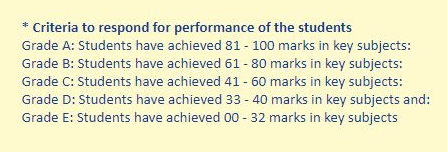 * Criteria to respond for performance of the students
Grade A: Students have achieved 81 - 100 marks in key subjects:
Grade B: Students have achieved 61 - 80 marks in key subjects:
Grade C: Students have achieved 41 - 60 marks in key subjects:
Grade D: Students have achieved 33 - 40 marks in key subjects and:
Grade E: Students have achieved 00 - 32 marks in key subjects